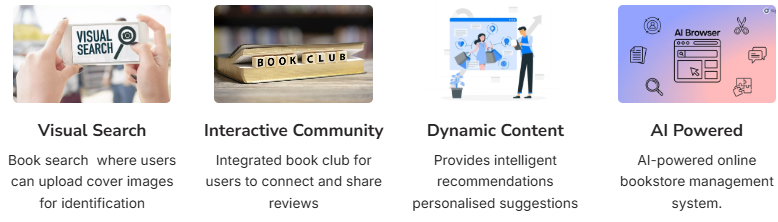 VISUAL
SEARCH
BOOK CLUB
AI Browser
Visual Search
Interactive Community
Dynamic Content
AI Powered
Book search  where users
can upload cover images
for identification
Integrated book club for
users to connect and share
reviews
Provides intelligent
recommendations
personalised suggestions
AI-powered online
bookstore management
system.